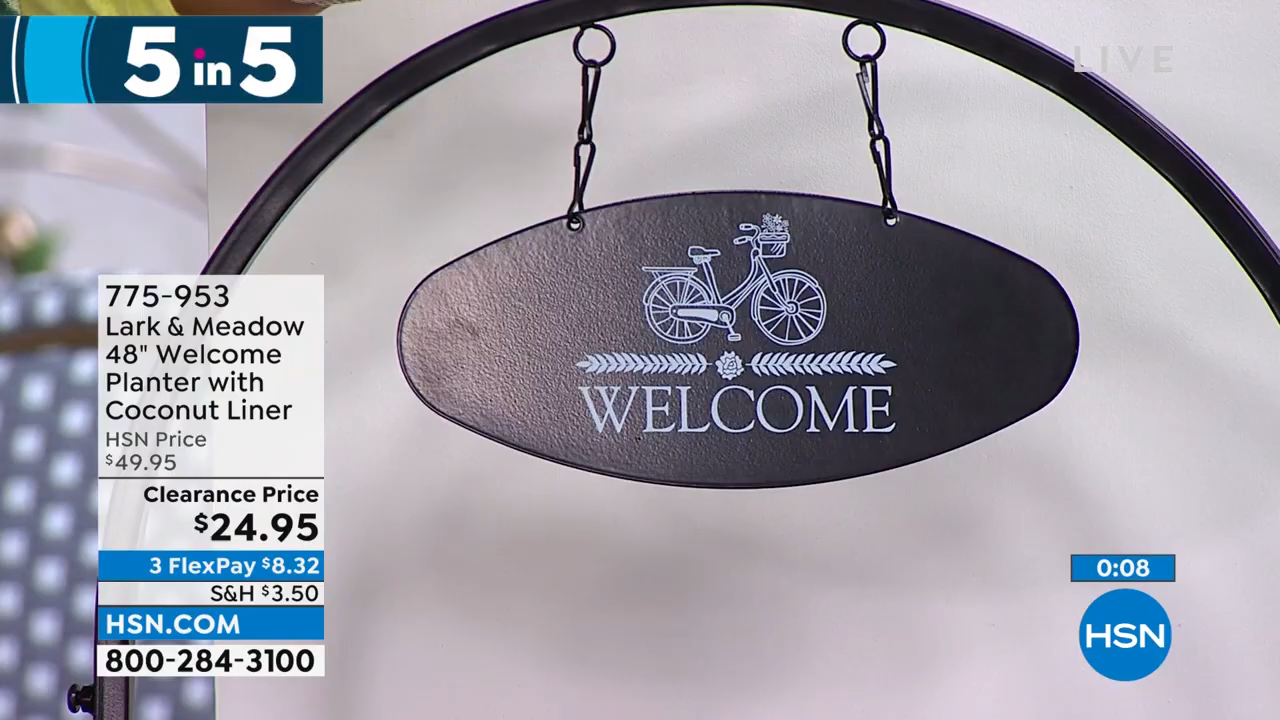 5 in 5
LIVE
775-953
Lark & Meadow
48" Welcome
Planter with
Coconut Liner
HSN Price
$49.95
Clearance Price
$24.95
3 FlexPay $8.32
S&H $3.50
HSN.COM
800-284-3100
WELCOME
0:08
HSN